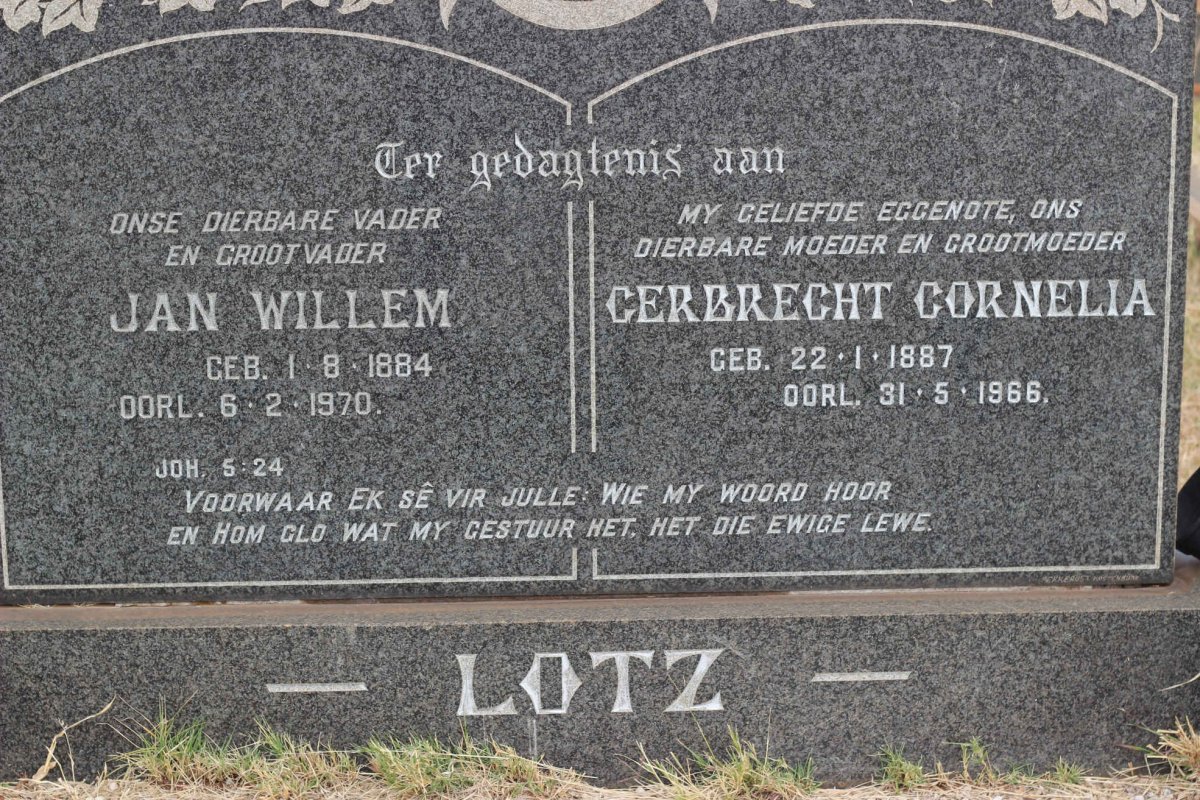 Ter gedagtenis aan
ONSE DIERBARE VADER
EN GROOTVADER
JAN WILLEM
GEB. 1·8·1884
OORL. 6·2·1970.
MY GELIEFDE EGGENOTE, ONS
DIERBARE MOEDER EN GROOTMOEDER
GERBRECHT CORNELIA
GEB. 22·1·1887
OORL. 31·5·1966.
JOH. 5:24
VOORWAAR EK SÊ VIR JULLE: WIE MY WOORD HOOR
EN HOM GLO WAT MY GESTUUR HET, HET DIE EWIGE LEWE.
— LOTZ —